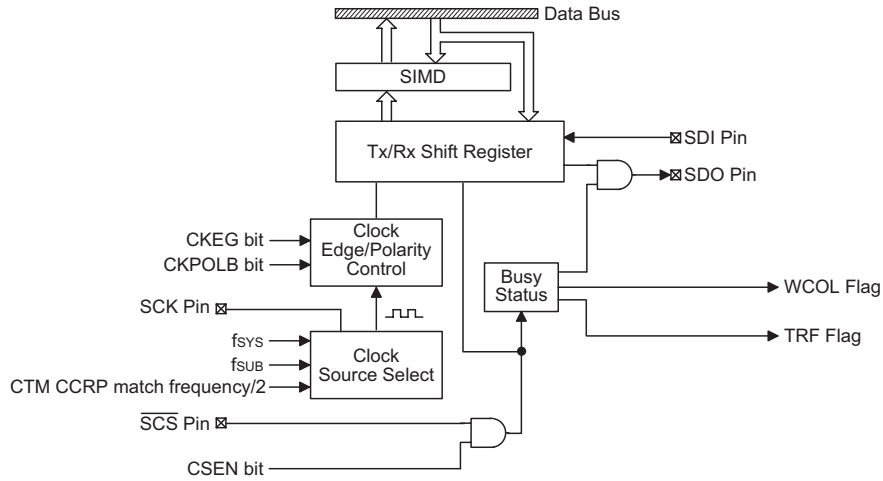 Data Bus
SIMD
Tx/Rx Shift Register
SDI Pin
SDO Pin
CKEG bit
CKPOLB bit
Clock
Edge/Polarity
Control
Busy
Status
WCOL Flag
TRF Flag
SCK Pin
fSYS
fSUB
CTM CCRP match frequency/2
Clock
Source Select
SCS Pin
CSEN bit